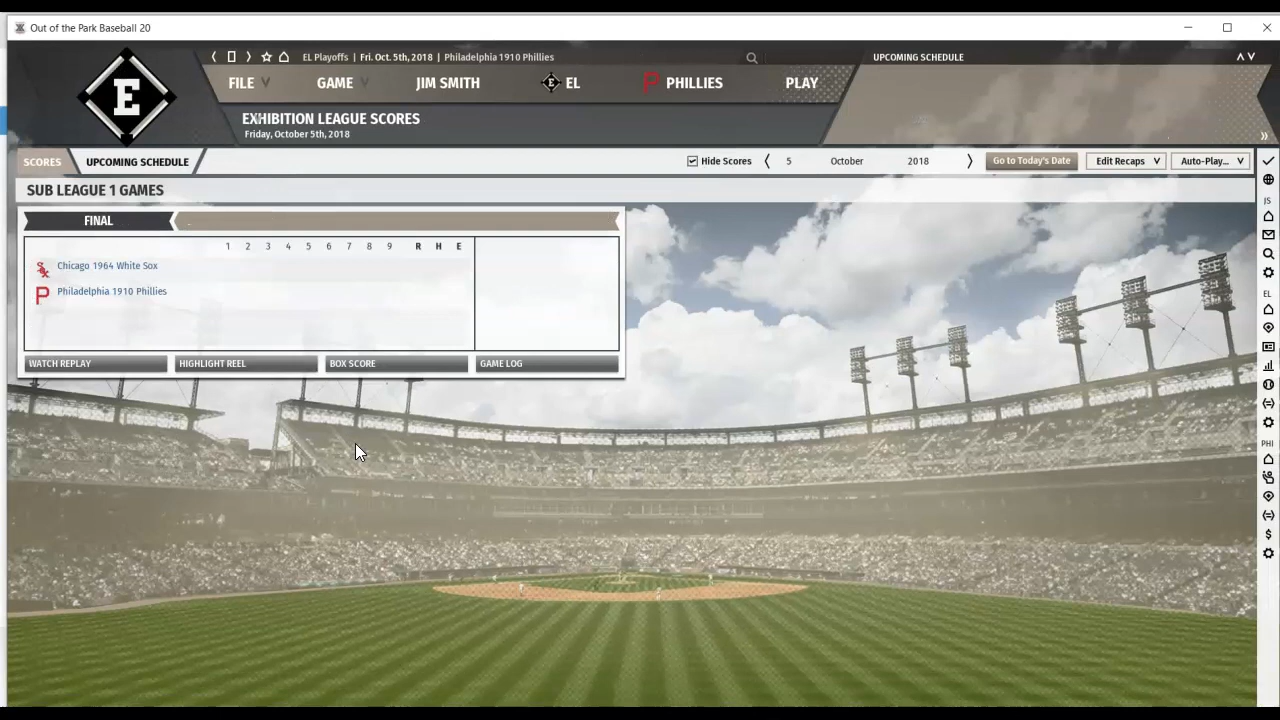 Out of the Park Baseball 20
EL Playoffs | Fri. Oct. 5th, 2018 | Philadelphia 1910 Phillies
UPCOMING SCHEDULE
E
FILE GAME JIM SMITH EL PHILLIES PLAY
EXHIBITION LEAGUE SCORES
Friday, October 5th, 2018
SCORES UPCOMING SCHEDULE Hide Scores 5 October 2018 Go to Today's Date Edit Recaps Auto-Play...
SUB LEAGUE 1 GAMES
FINAL
1 2 3 4 5 6 7 8 9 R H E
Chicago 1964 White Sox
Philadelphia 1910 Phillies
WATCH REPLAY HIGHLIGHT REEL BOX SCORE GAME LOG
JS
EL
PHI